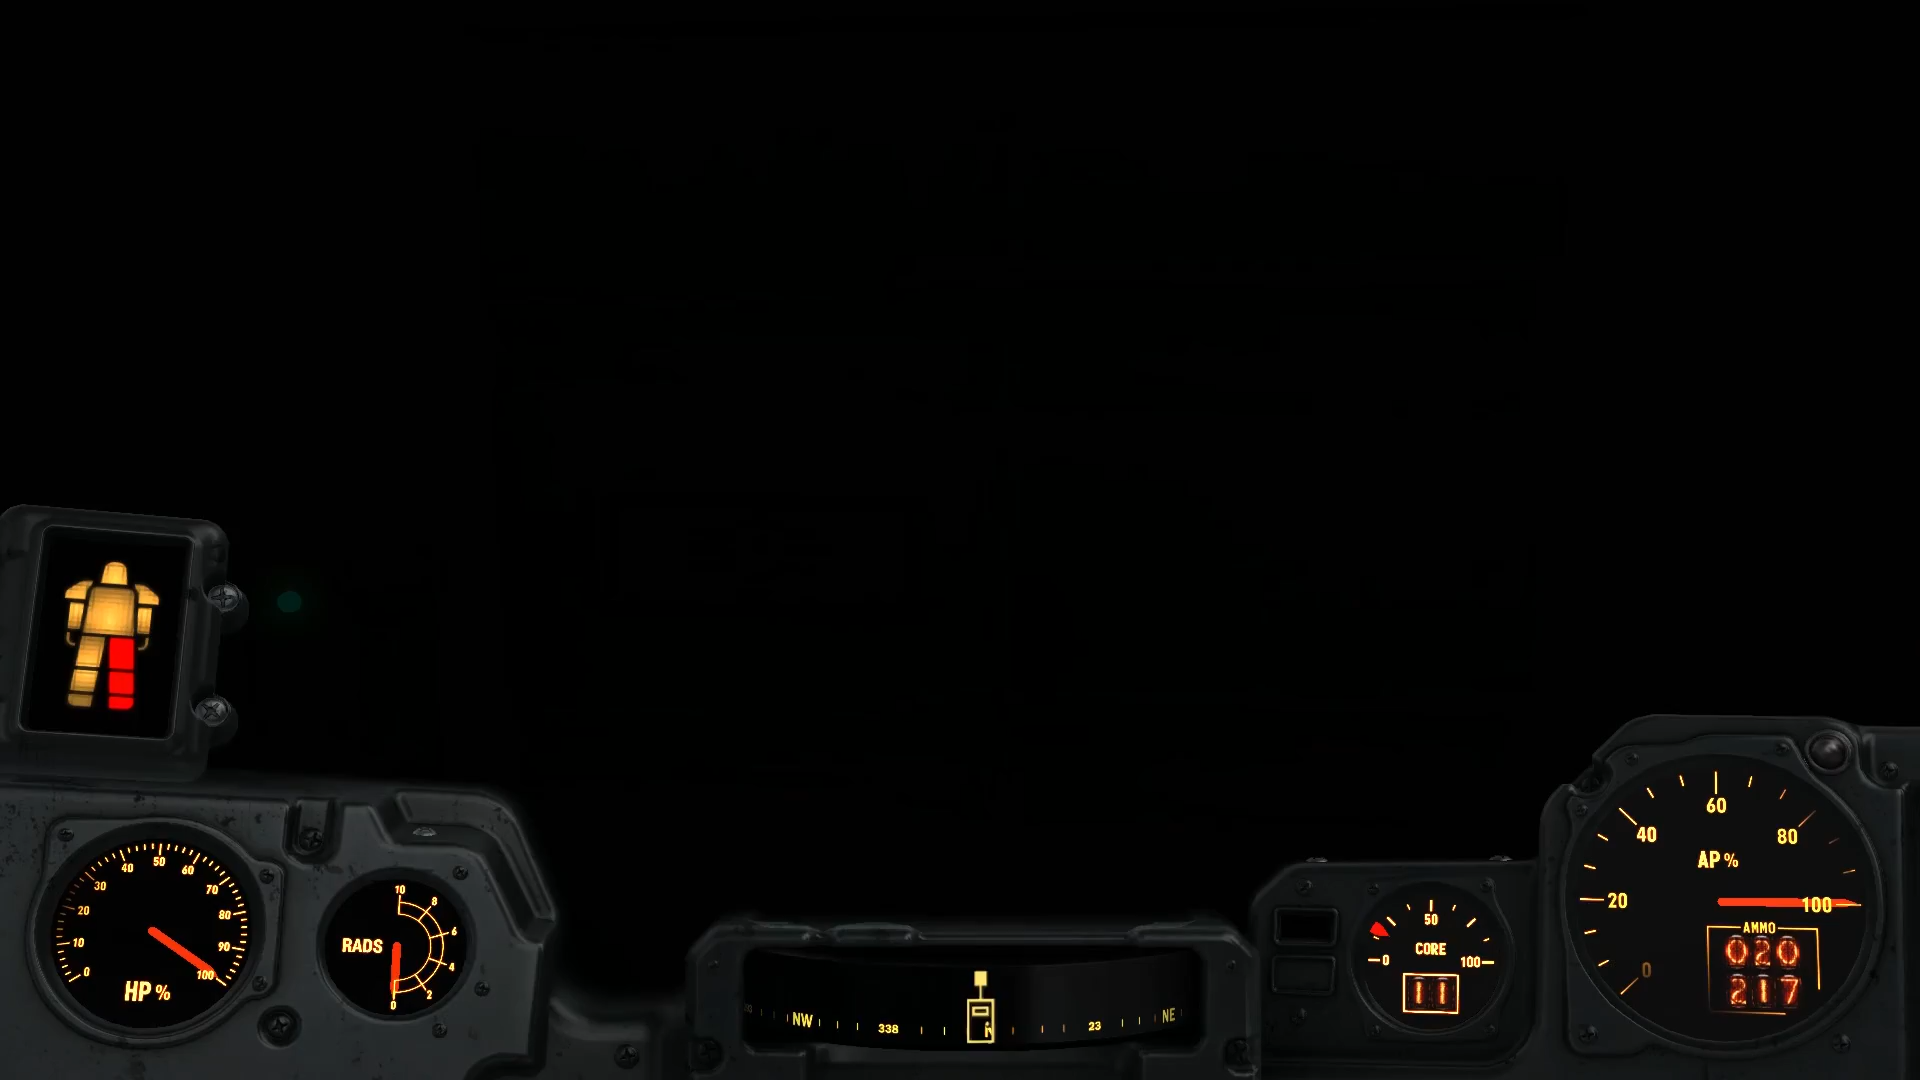 0 10 20 30 40 50 60 70 80 90 100
HP %
RADS
10 8 6 4 2 0
NW 338 23 NE
0 50 100
CORE
11
0 20 40 60 80 100
AP %
AMMO
020
217